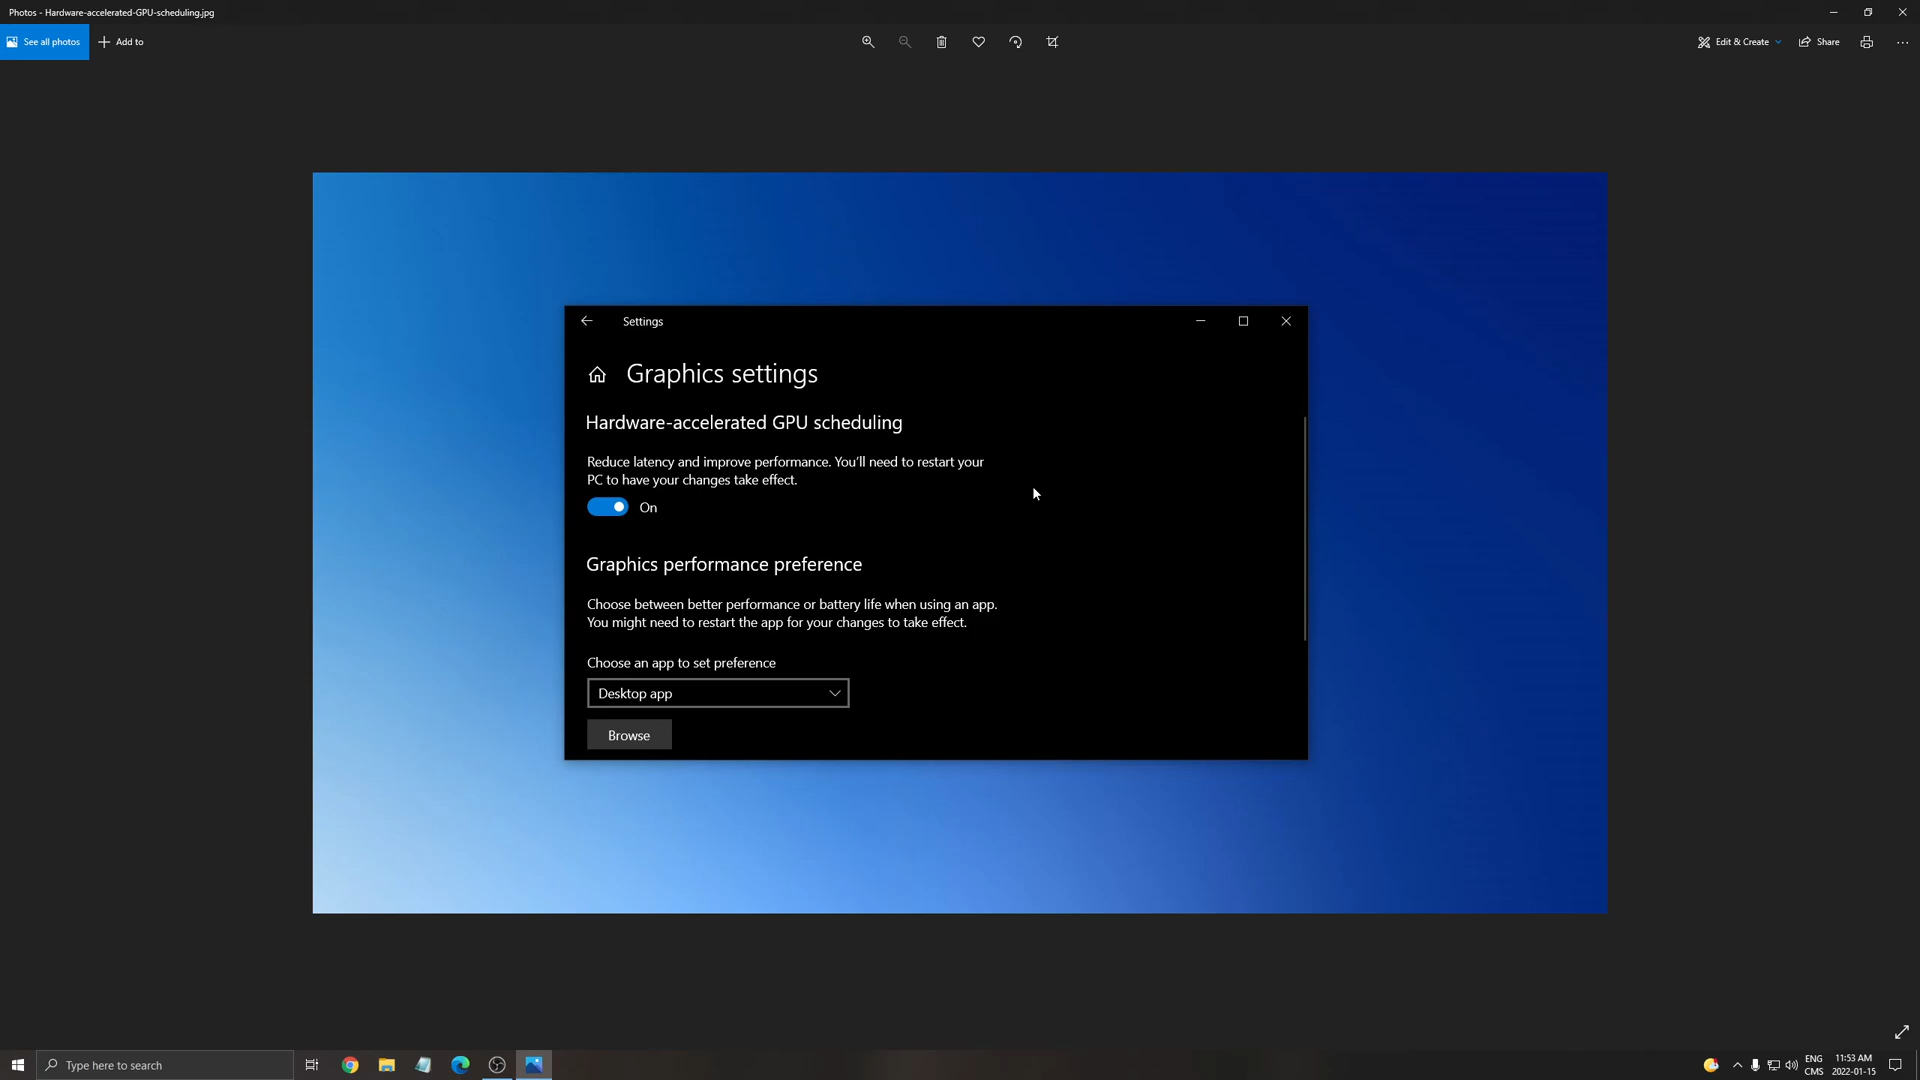 Photos - Hardware-accelerated-GPU-scheduling.jpg
See all photos
Add to
Edit & Create
Share
Settings
Graphics settings
Hardware-accelerated GPU scheduling
Reduce latency and improve performance. You'll need to restart your
PC to have your changes take effect.
On
Graphics performance preference
Choose between better performance or battery life when using an app.
You might need to restart the app for your changes to take effect.
Choose an app to set preference
Desktop app
Browse
Type here to search
ENG
CMS
11:53 AM
2022-01-15